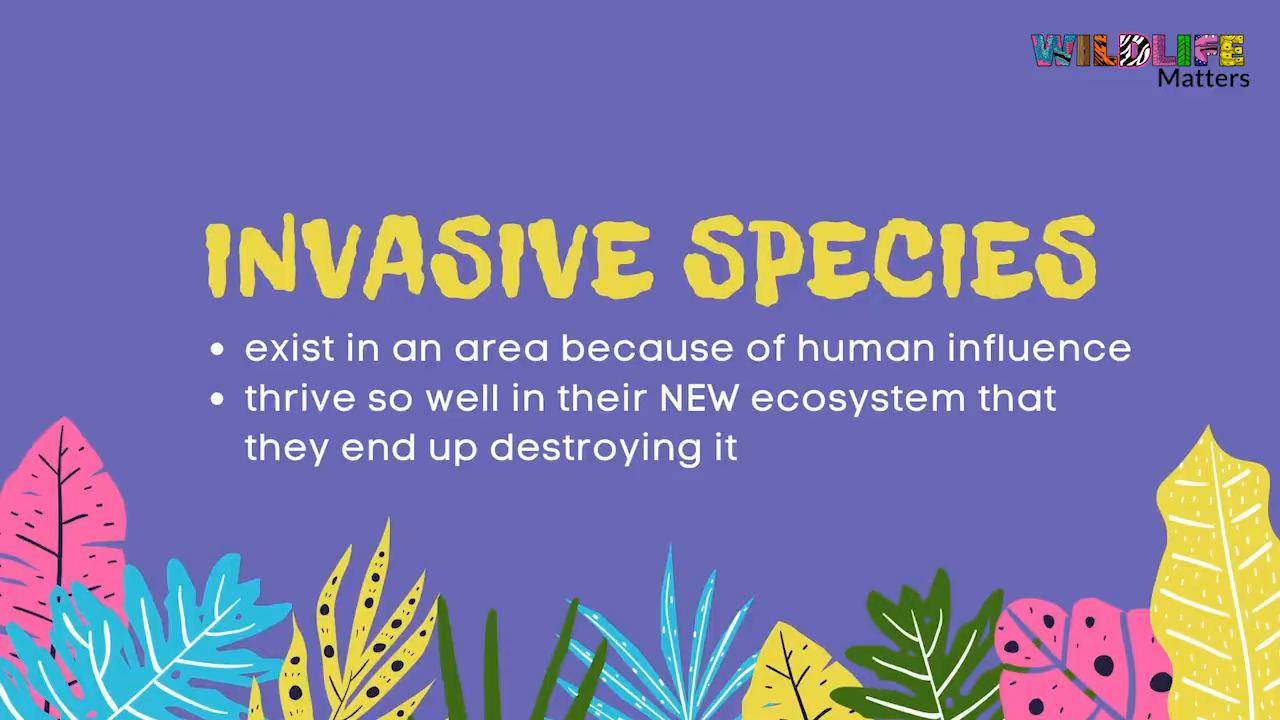 WILDLIFE
Matters
INVASIVE SPECIES
• exist in an area because of human influence
• thrive so well in their NEW ecosystem that
they end up destroying it